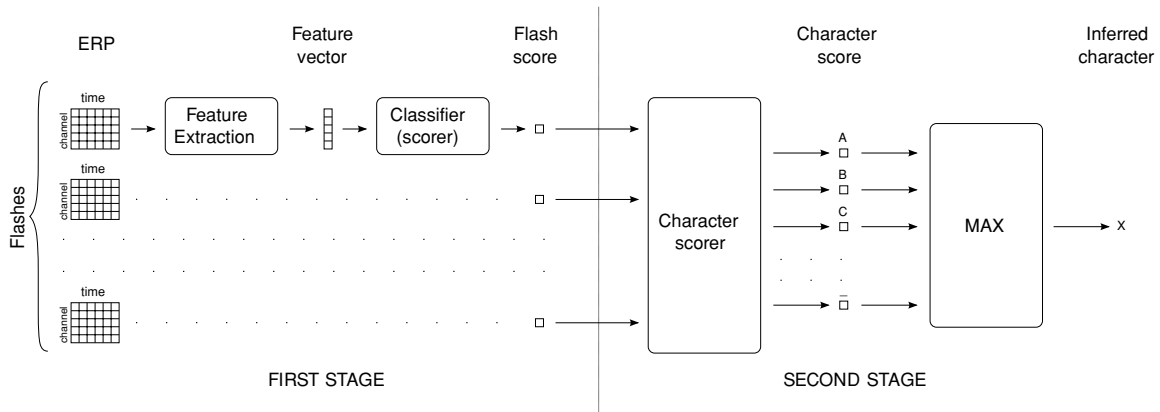 ERP
Feature
vector
Flash
score
Character
score
Inferred
character
Flashes
time
channel
Feature
Extraction
Classifier
(scorer)
time
channel
time
channel
Character
scorer
A
B
C
_
MAX
X
FIRST STAGE
SECOND STAGE